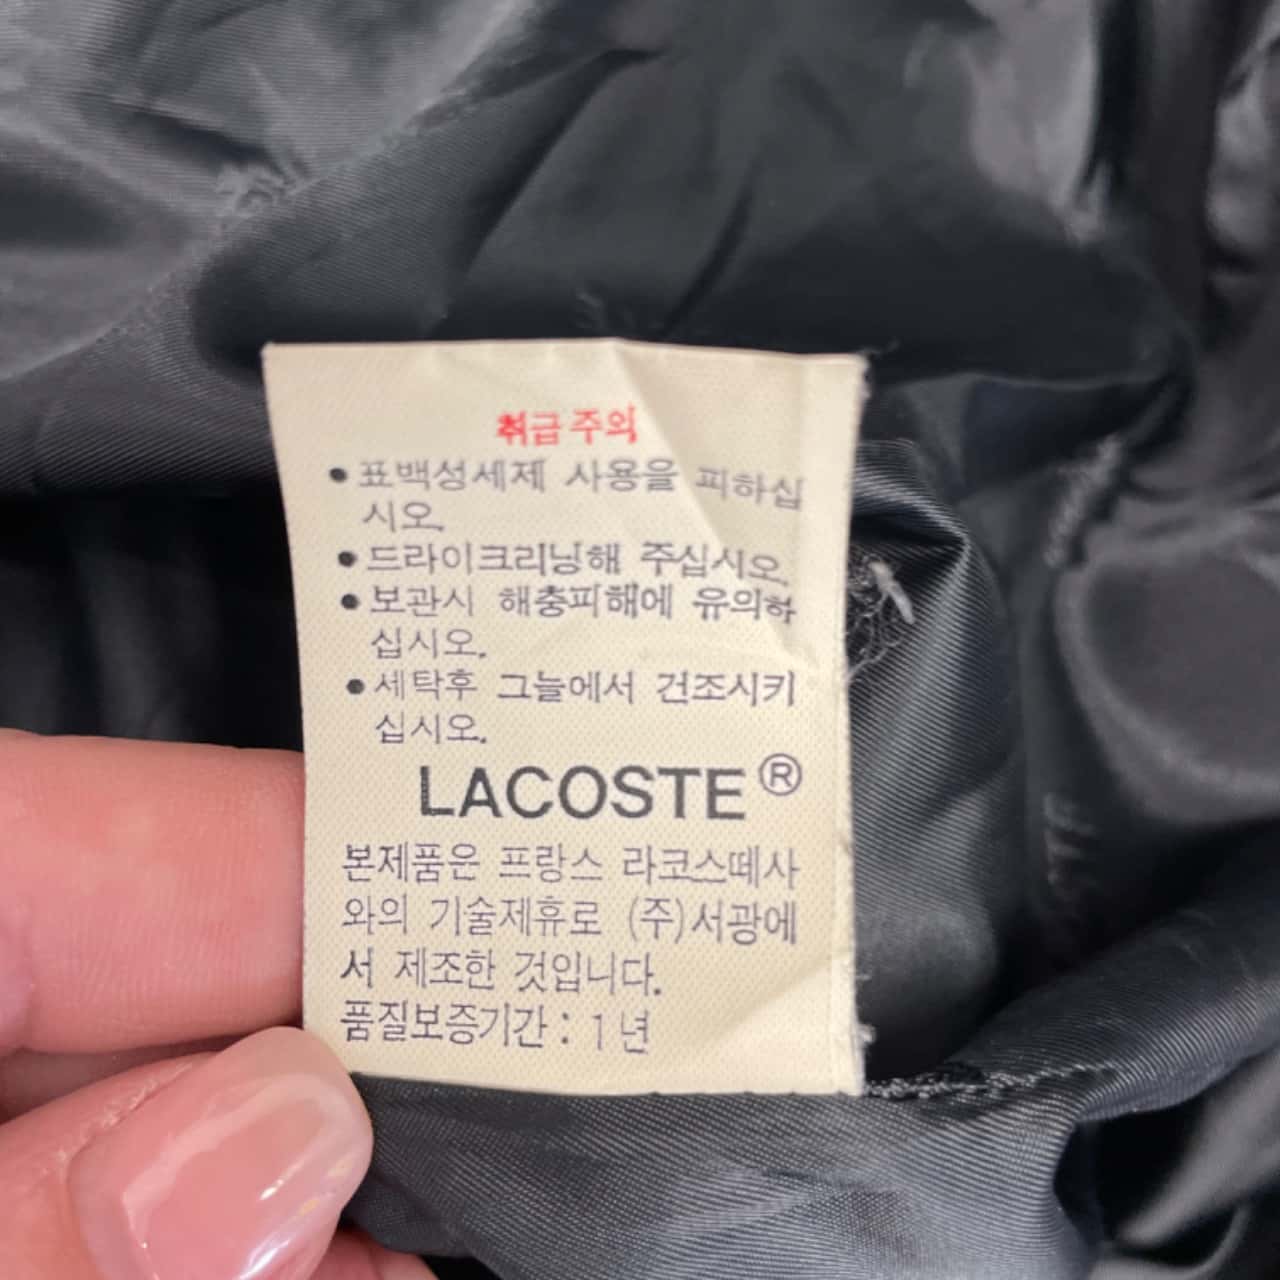 취급주의
• 표백성세제 사용을 피하십
시오.
• 드라이크리닝해 주십시오.
• 보관시 해충피해에 유의하
십시오.
• 세탁후 그늘에서 건조시키
십시오.
LACOSTE®
본제품은 프랑스 라코스떼사
와의 기술제휴로 (주)서광에
서 제조한 것입니다.
품질보증기간 : 1년